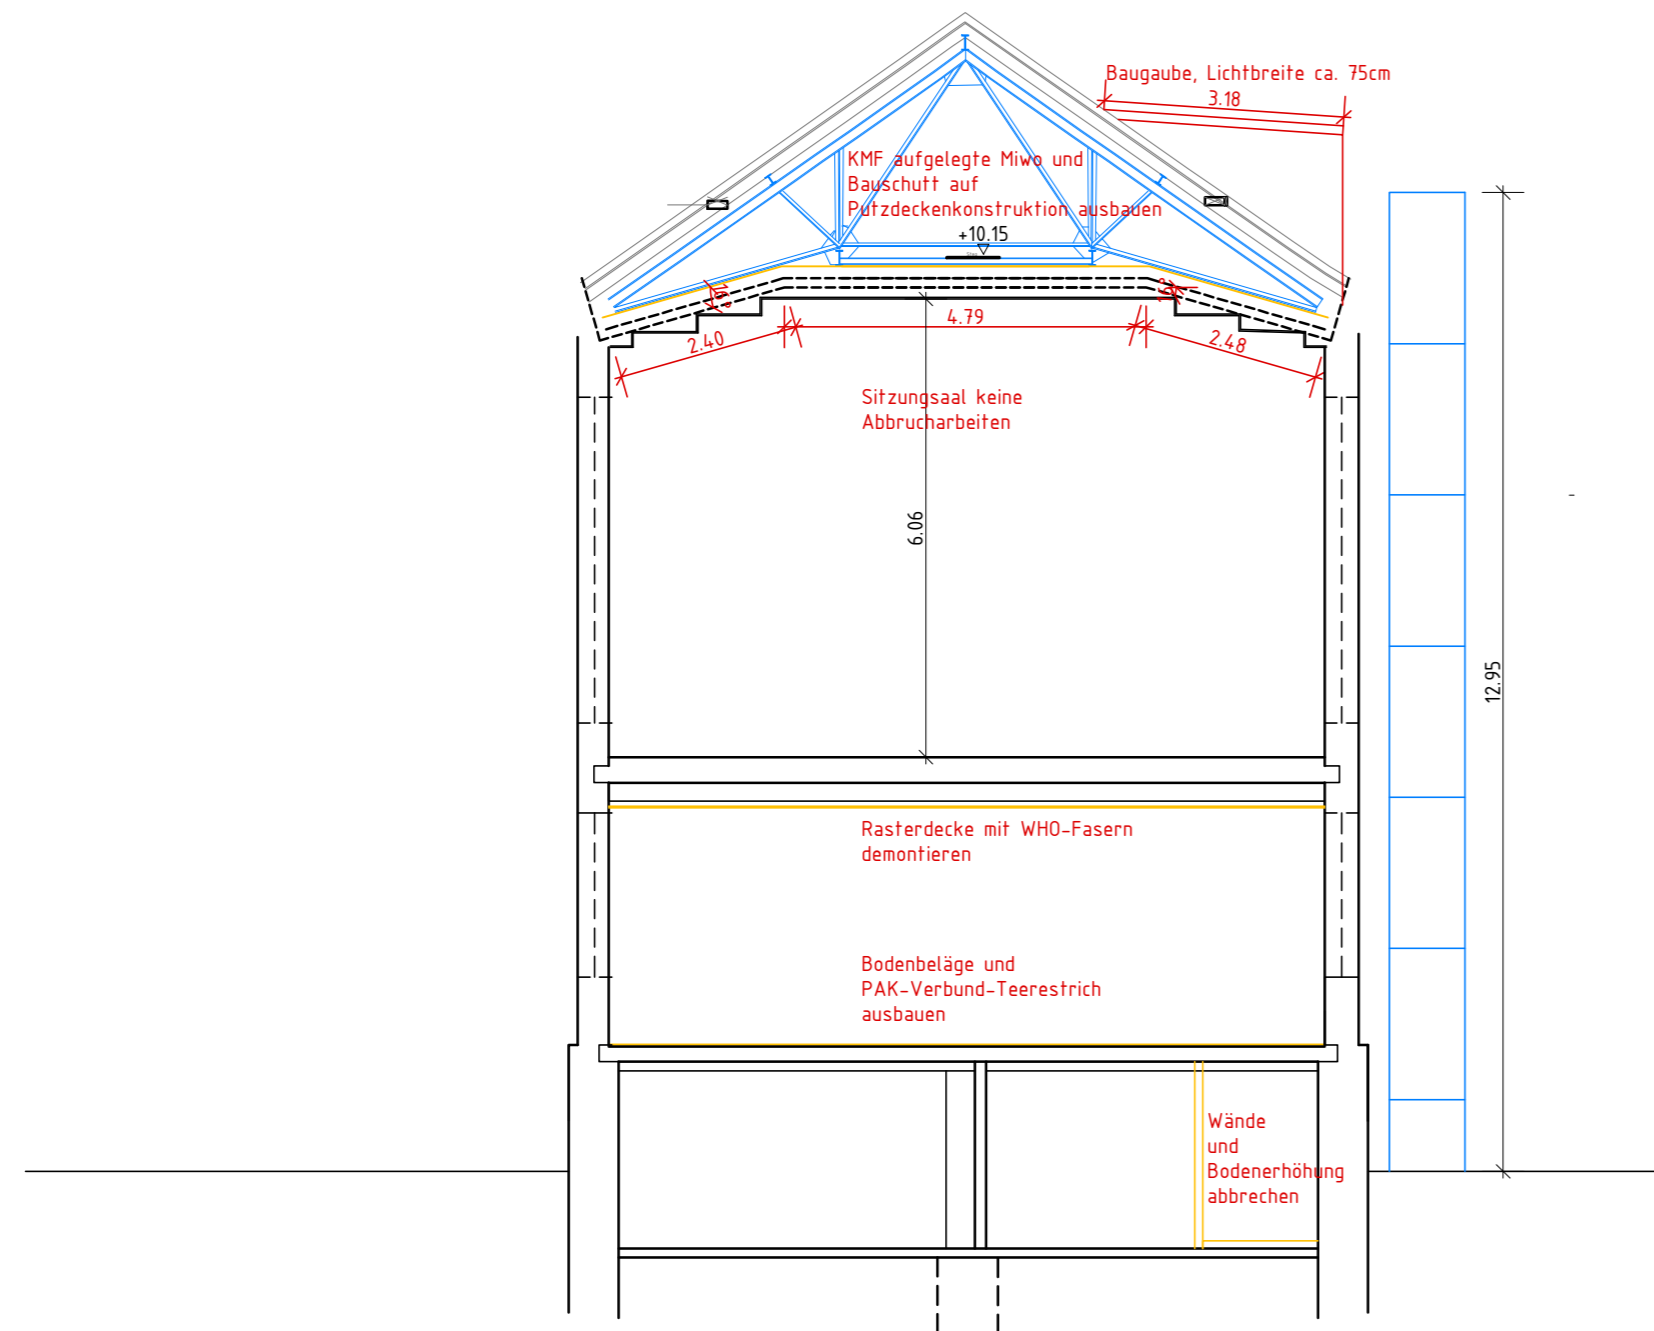 Baugaube, Lichtbreite ca. 75cm
3.18
KMF aufgelegte Miwo und
Bauschutt auf
Putzdeckenkonstruktion ausbauen
+10.15
4.79
2.40
2.48
Sitzungsaal keine
Abbrucharbeiten
6.06
12.95
Rasterdecke mit WHO-Fasern
demontieren
Bodenbeläge und
PAK-Verbund-Teerestrich
ausbauen
Wände
und
Bodenerhöhung
abbrechen